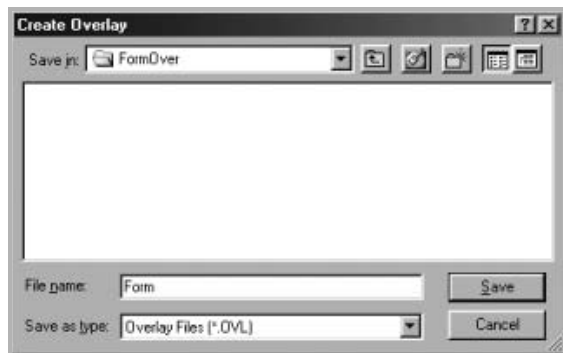 Create Overlay
Save in: FormOver
File name: Form Save
Save as type: Overlay Files (*.OVL) Cancel